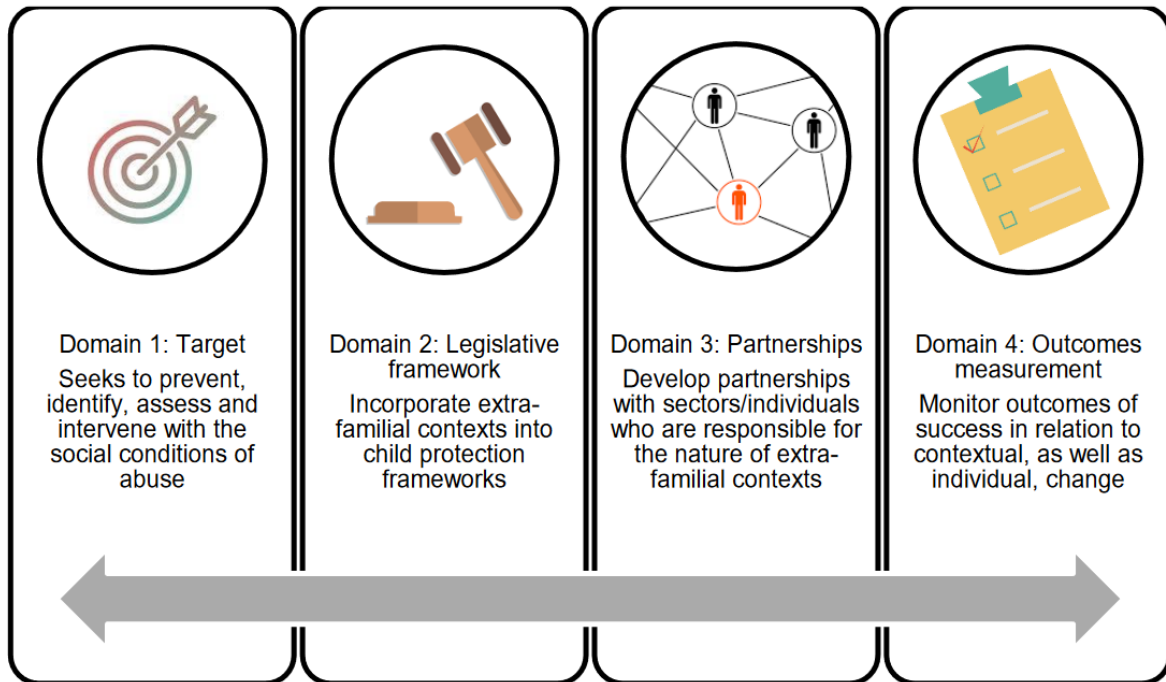 Domain 1: Target
Seeks to prevent,
identify, assess and
intervene with the
social conditions of
abuse
Domain 2: Legislative
framework
Incorporate extra-
familial contexts into
child protection
frameworks
Domain 3: Partnerships
Develop partnerships
with sectors/individuals
who are responsible for
the nature of extra-
familial contexts
Domain 4: Outcomes
measurement
Monitor outcomes of
success in relation to
contextual, as well as
individual, change